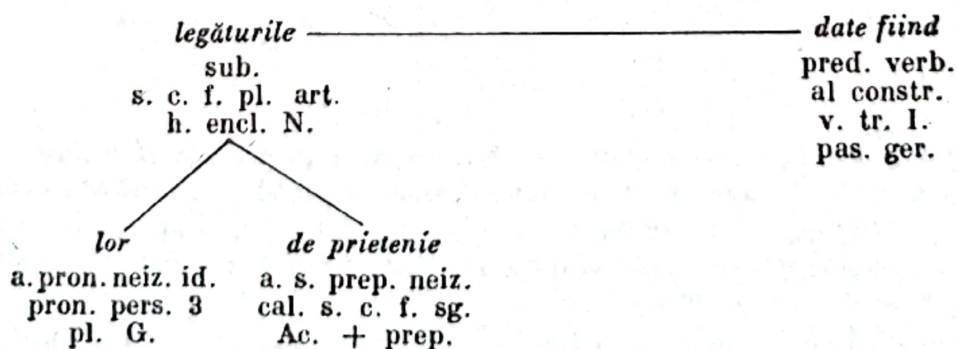 legăturile date fiind
sub. pred. verb.
s. c. f. pl. art. al constr.
h. encl. N. v. tr. I.
pas. ger.
lor de prietenie
a. pron. neiz. id. a. s. prep. neiz.
pron. pers. 3 cal. s. c. f. sg.
pl. G. Ac. + prep.